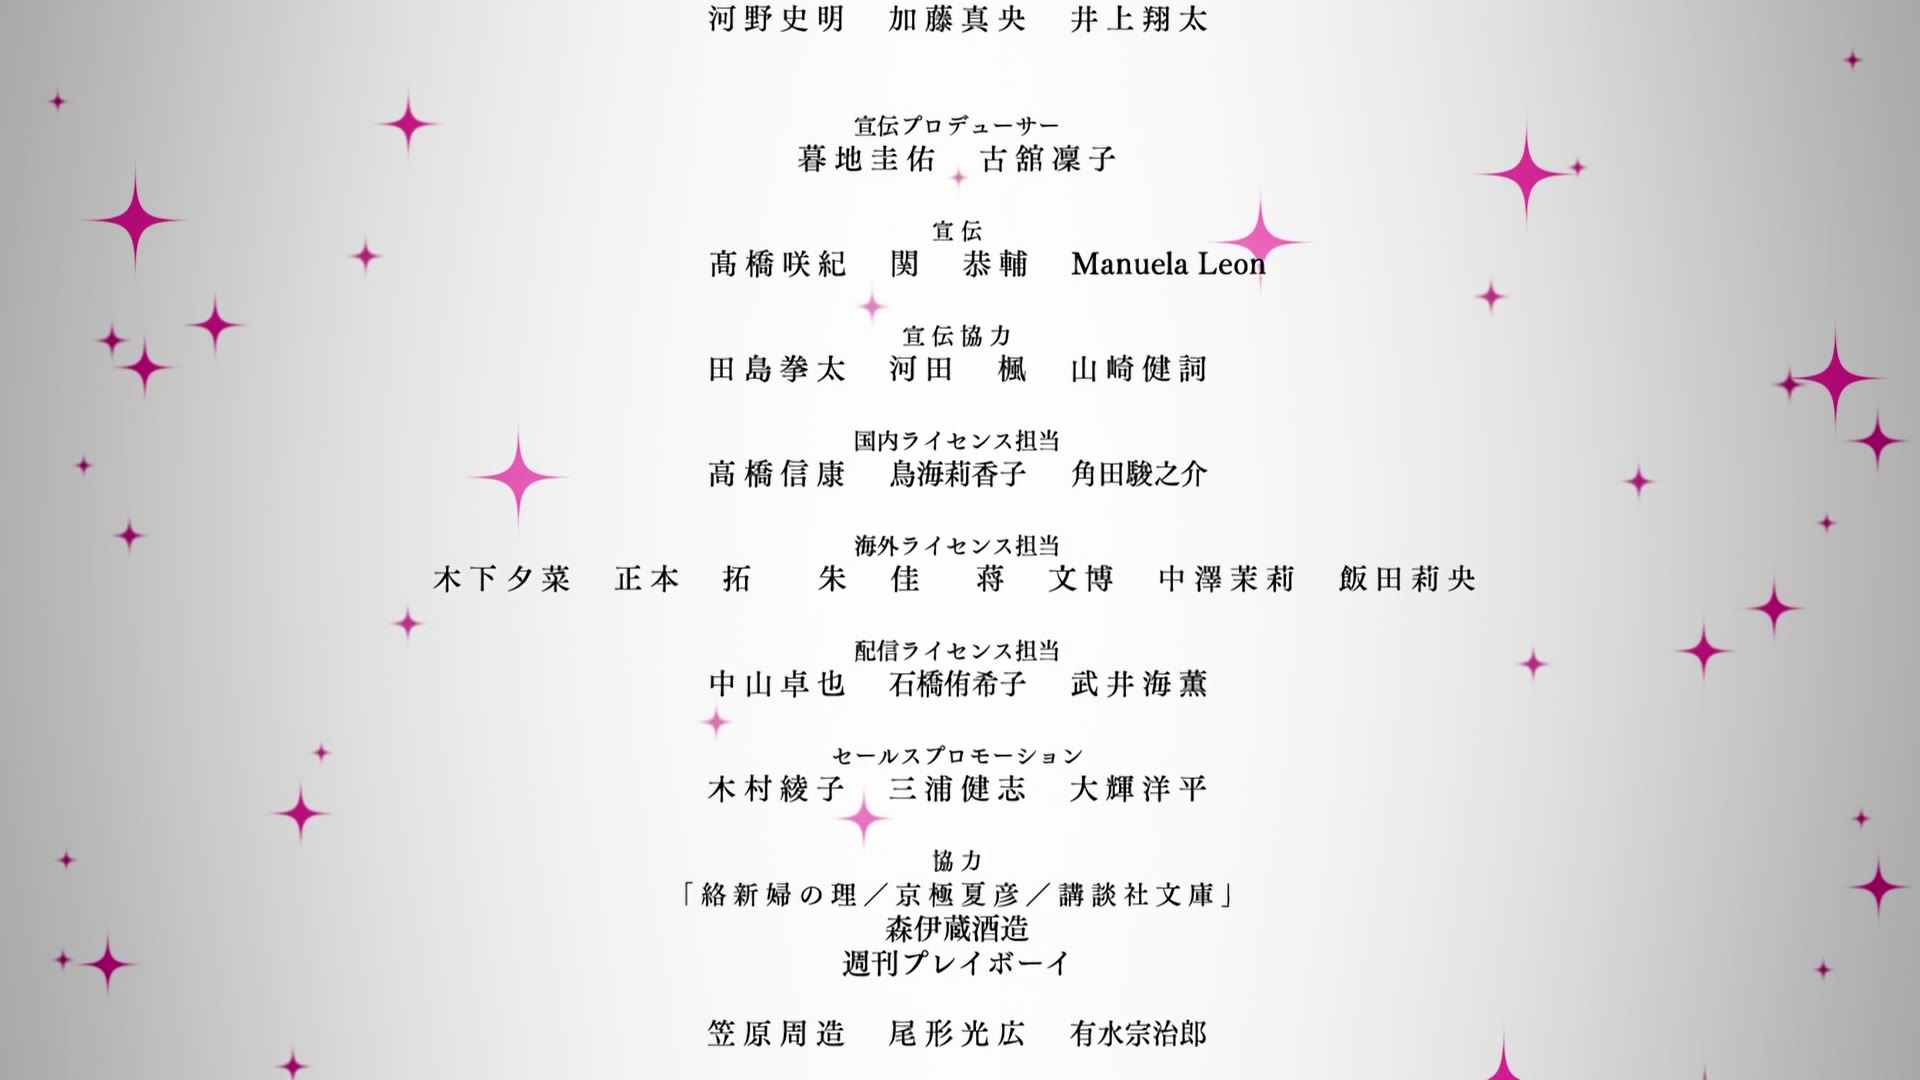 河野史明 加藤真央 井上翔太
宣伝プロデューサー
暮地圭佑 古舘凜子
宣伝
髙橋咲紀 関 恭輔 Manuela Leon
宣伝協力
田島拳太 河田 楓 山崎健詞
国内ライセンス担当
高橋信康 鳥海莉香子 角田駿之介
海外ライセンス担当
木下夕菜 正本 拓 朱 佳 蒋 文博 中澤茉莉 飯田莉央
配信ライセンス担当
中山卓也 石橋侑希子 武井海薫
セールスプロモーション
木村綾子 三浦健志 大輝洋平
協力
「絡新婦の理／京極夏彦／講談社文庫」
森伊蔵酒造
週刊プレイボーイ
笠原周造 尾形光広 有水宗治郎